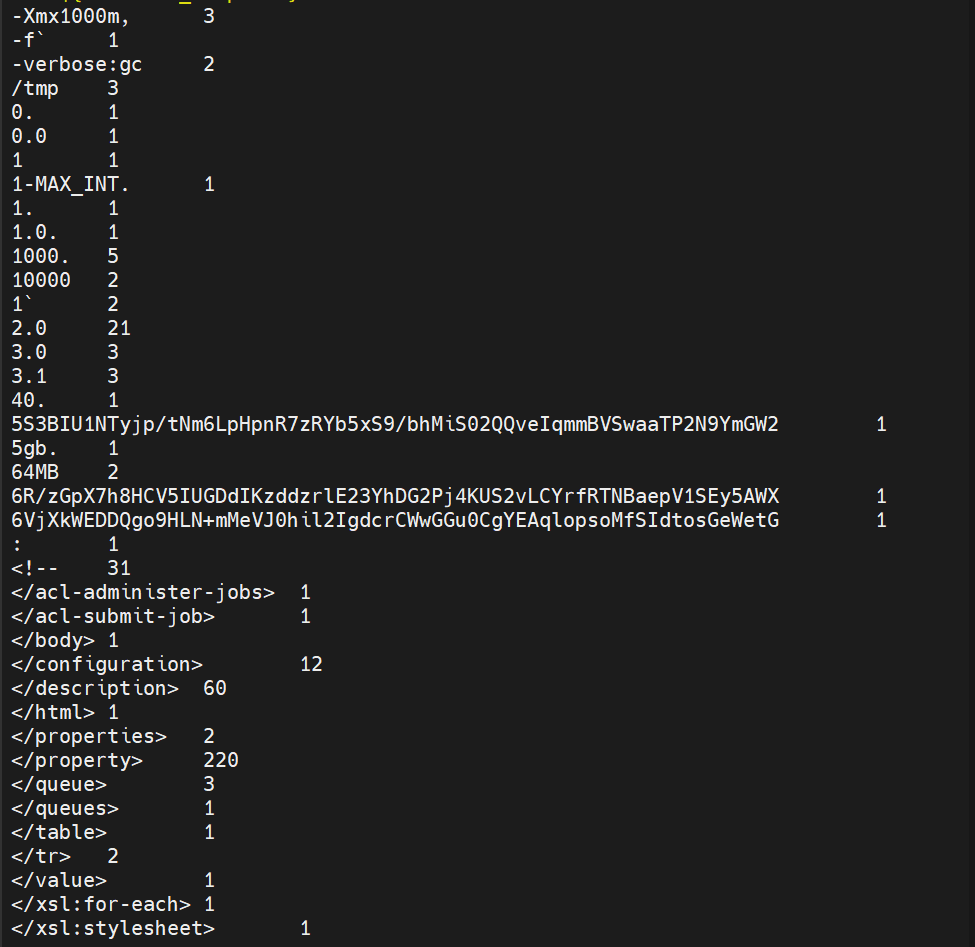 -Xmx1000m,	3
-f`	1
-verbose:gc	2
/tmp	3
0.	1
0.0	1
1	1
1-MAX_INT.	1
1.	1
1.0.	1
1000.	5
10000	2
1`	2
2.0	21
3.0	3
3.1	3
40.	1
5S3BIU1NTyjp/tNm6LpHpnR7zRYb5xS9/bhMiS02QQveIqmmBVSwaaTP2N9YmGW2	1
5gb.	1
64MB	2
6R/zGpX7h8HCV5IUGDdIKzddzrlE23YhDG2Pj4KUS2vLCYrfRTNBaepV1SEy5AWX	1
6VjXkWEDDQgo9HLN+mMeVJ0hil2IgdcrCWwGGu0CgYEAqlopsoMfSIdtosGeWetG	1
:	1
<!--	31
</acl-administer-jobs>	1
</acl-submit-job>	1
</body>	1
</configuration>	12
</description>	60
</html>	1
</properties>	2
</property>	220
</queue>	3
</queues>	1
</table>	1
</tr>	2
</value>	1
</xsl:for-each>	1
</xsl:stylesheet>	1